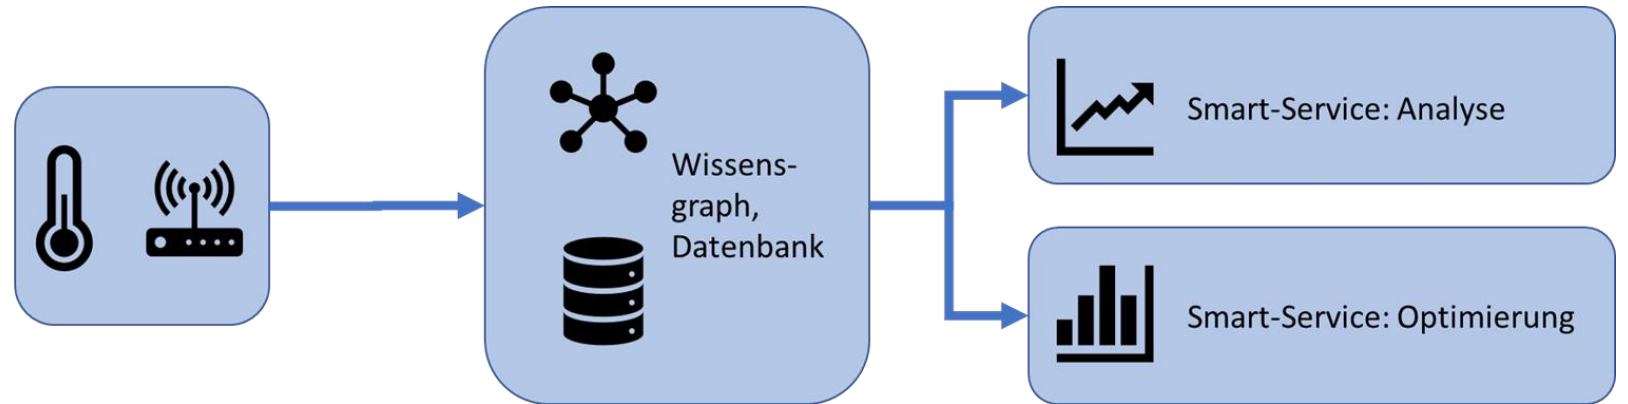 Wissens-
graph,
Datenbank
Smart-Service: Analyse
Smart-Service: Optimierung